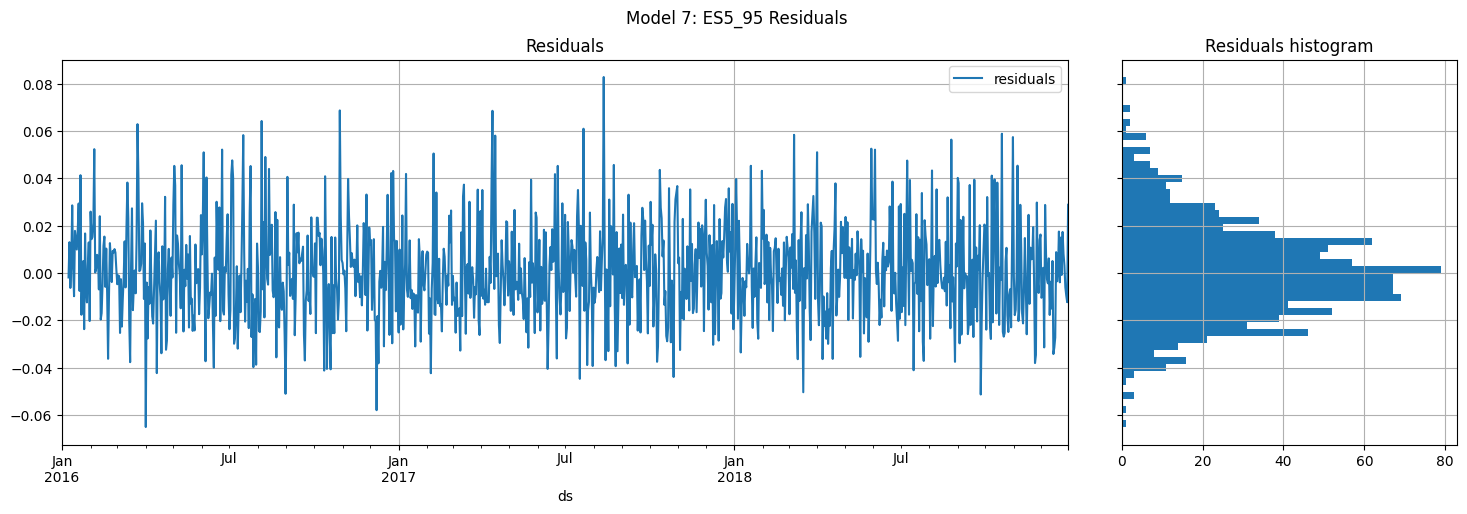 Model 7: ES5_95 Residuals
Residuals
residuals
0.08
0.06
0.04
0.02
0.00
−0.02
−0.04
−0.06
Jan
2016
Jul
Jan
2017
Jul
Jan
2018
Jul
ds
Residuals histogram
0
20
40
60
80